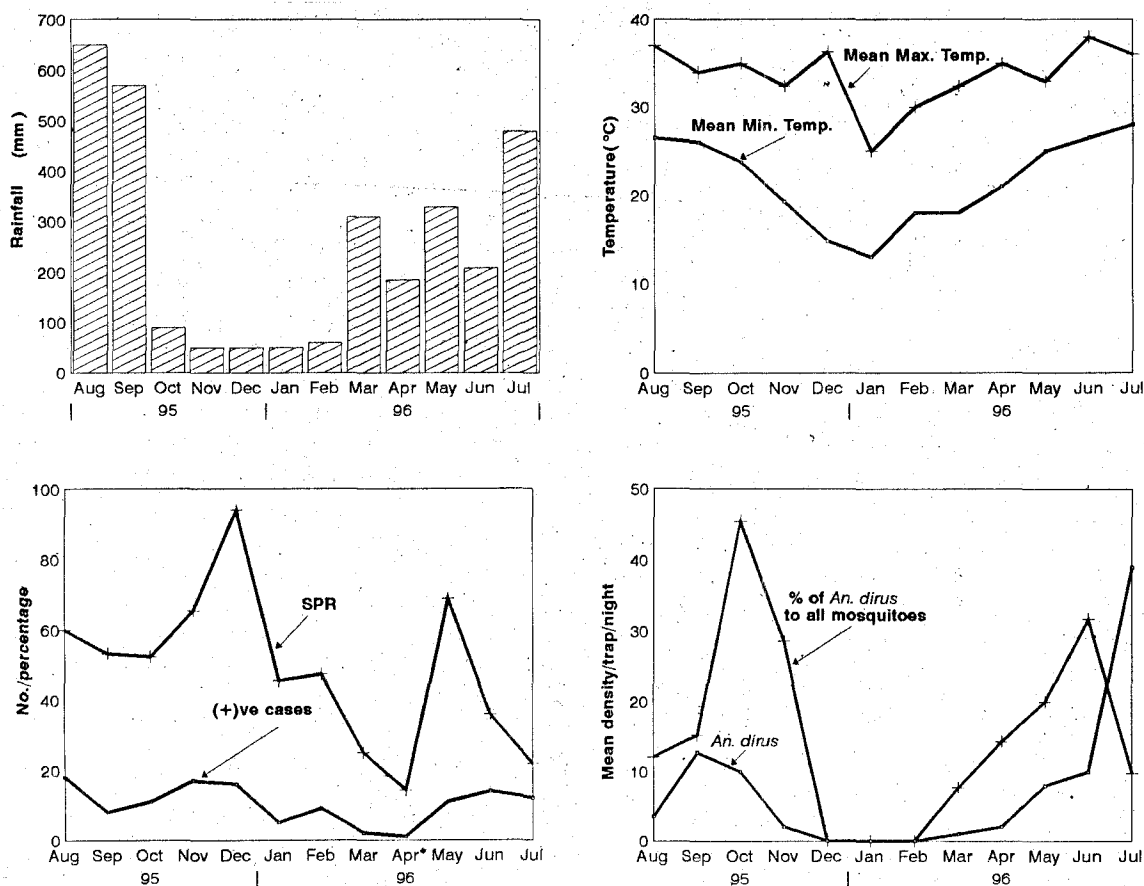 Rainfall (mm)
700
600
500
400
300
200
100
0
Aug Sep Oct Nov Dec Jan Feb Mar Apr May Jun Jul
95 96
Temperature(°C)
40
30
20
10
0
Mean Max. Temp.
Mean Min. Temp.
Aug Sep Oct Nov Dec Jan Feb Mar Apr May Jun Jul
95 96
No./percentage
100
80
60
40
20
0
SPR
(+)ve cases
Aug Sep Oct Nov Dec Jan Feb Mar Apr* May Jun Jul
95 96
Mean density/trap/night
50
40
30
20
10
0
% of An. dirus
to all mosquitoes
An. dirus
Aug Sep Oct Nov Dec Jan Feb Mar Apr May Jun Jul
95 96